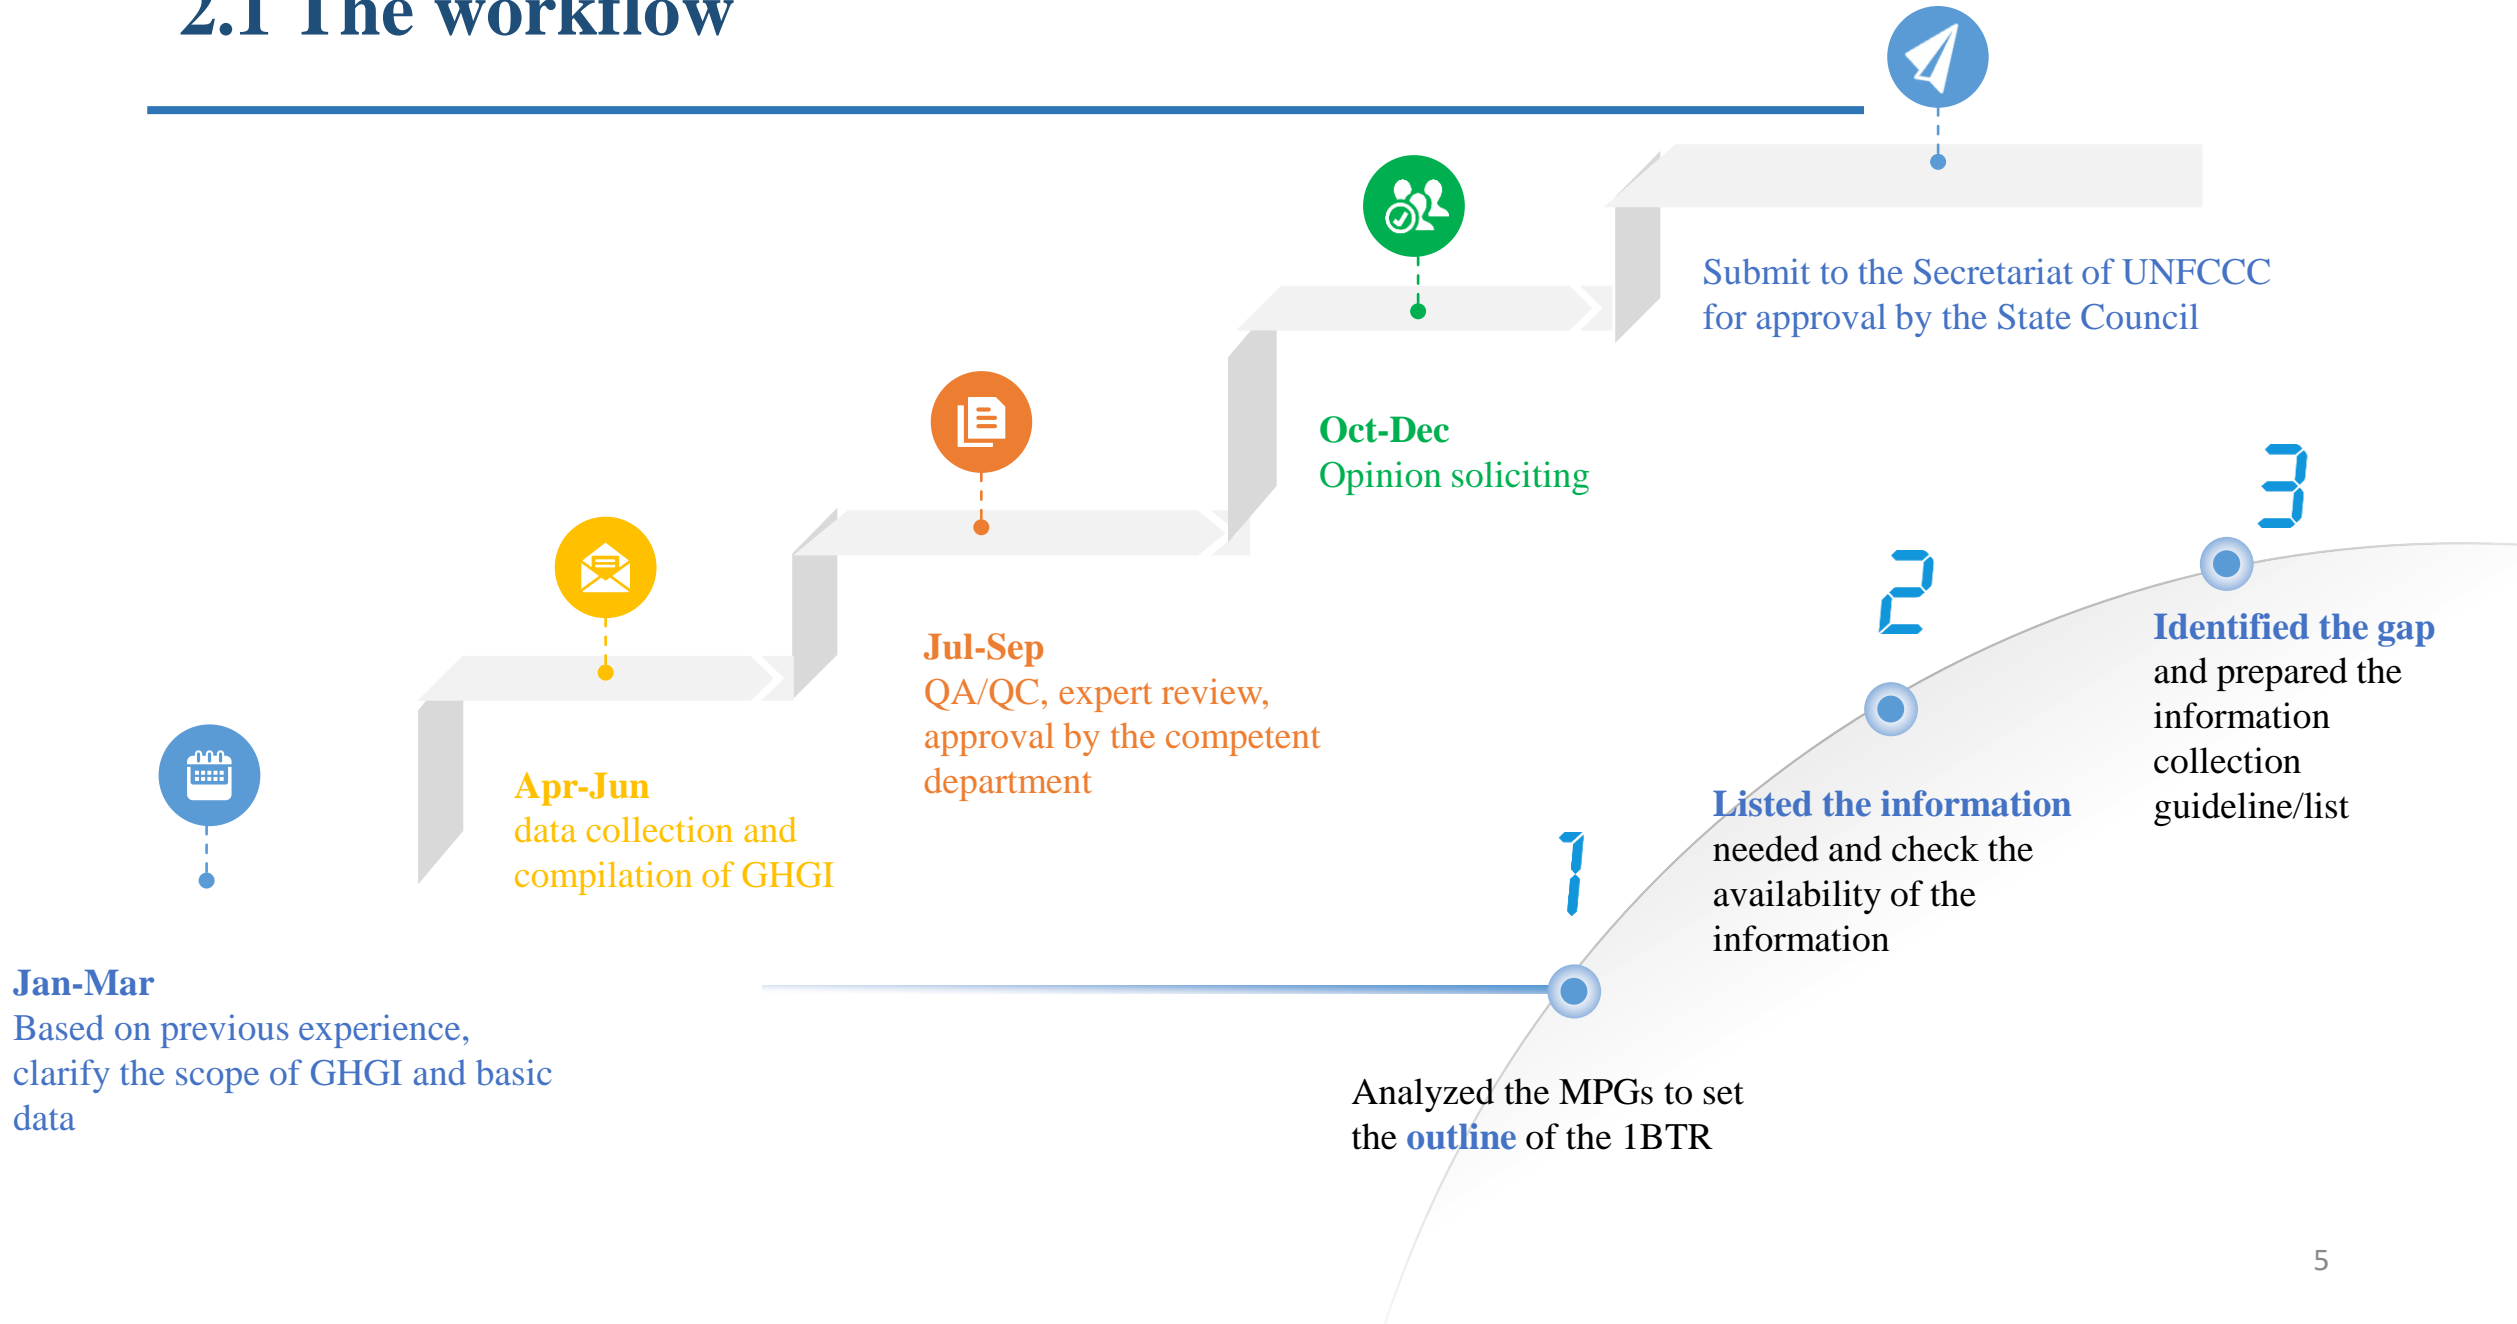 2.1 The workflow
Submit to the Secretariat of UNFCCC
for approval by the State Council
Oct-Dec
Opinion soliciting
Jul-Sep
QA/QC, expert review,
approval by the competent
department
Apr-Jun
data collection and
compilation of GHGI
Jan-Mar
Based on previous experience,
clarify the scope of GHGI and basic
data
1
Analyzed the MPGs to set
the outline of the 1BTR
2
Listed the information
needed and check the
availability of the
information
3
Identified the gap
and prepared the
information
collection
guideline/list
5